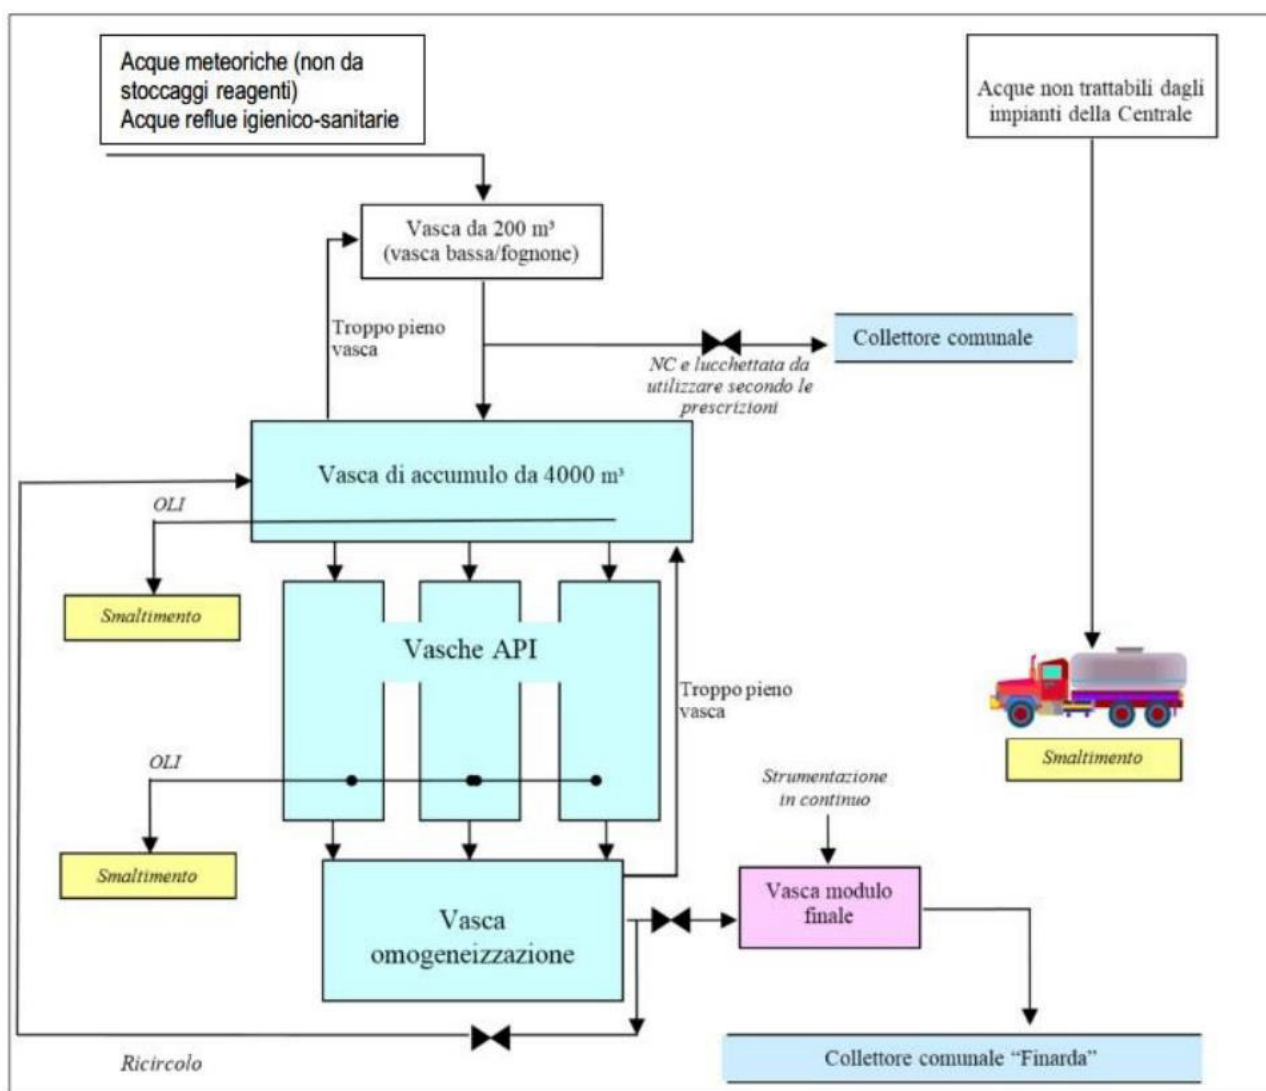 Acque meteoriche (non da
stoccaggi reagenti)
Acque reflue igienico-sanitarie
Acque non trattabili dagli
impianti della Centrale
Vasca da 200 m³
(vasca bassa/fognone)
Troppo pieno
vasca
Collettore comunale
NC e lucchettata da
utilizzare secondo le
prescrizioni
Vasca di accumulo da 4000 m³
OLI
Smaltimento
Vasche API
Troppo pieno
vasca
Smaltimento
OLI
Strumentazione
in continuo
Smaltimento
Vasca modulo
finale
Vasca
omogeneizzazione
Ricircolo
Collettore comunale “Finarda”